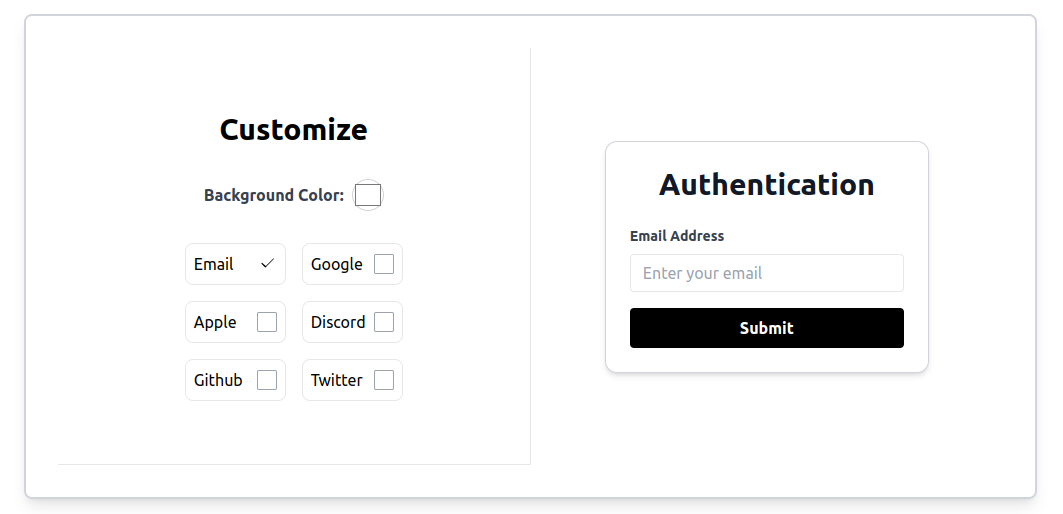 Customize
Background Color:
Email
Google
Apple
Discord
Github
Twitter
Authentication
Email Address
Enter your email
Submit